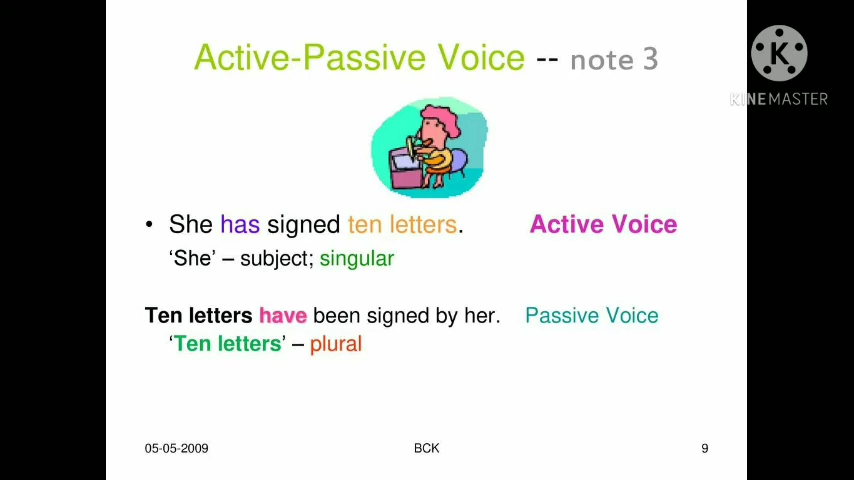 Active-Passive Voice -- note 3
K
KINEMASTER
• She has signed ten letters. Active Voice
‘She’ – subject; singular
Ten letters have been signed by her. Passive Voice
‘Ten letters’ – plural
05-05-2009 BCK 9